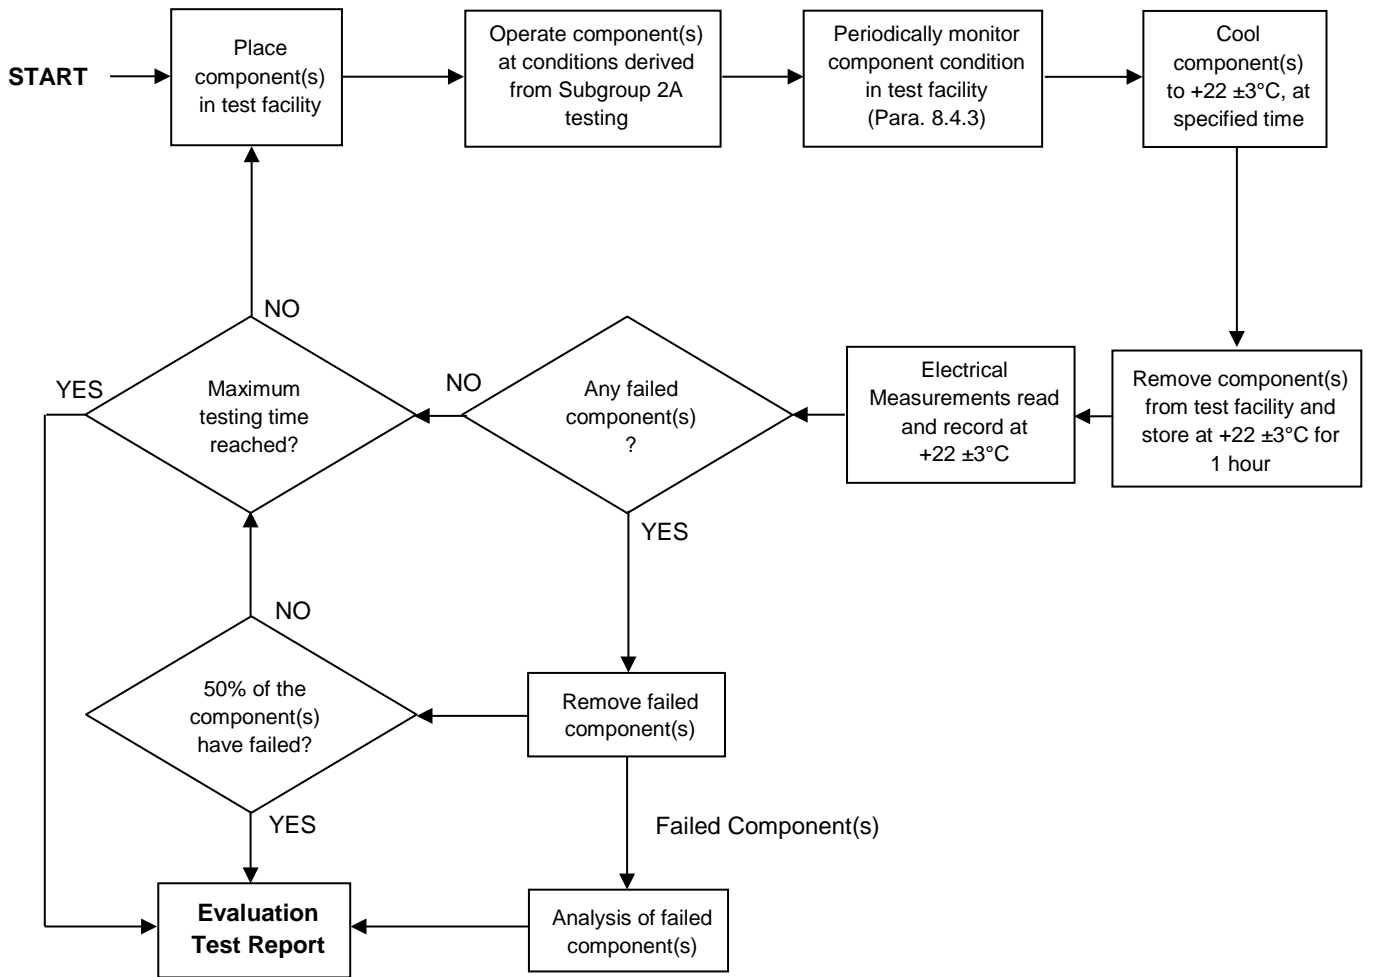 START
Place
component(s)
in test facility
Operate component(s)
at conditions derived
from Subgroup 2A
testing
Periodically monitor
component condition
in test facility
(Para. 8.4.3)
Cool
component(s)
to +22 ±3°C, at
specified time
Remove component(s)
from test facility and
store at +22 ±3°C for
1 hour
Electrical
Measurements read
and record at
+22 ±3°C
Any failed
component(s)
?
NO
YES
Maximum
testing time
reached?
NO
YES
Remove failed
component(s)
50% of the
component(s)
have failed?
NO
YES
Failed Component(s)
Analysis of failed
component(s)
Evaluation
Test Report